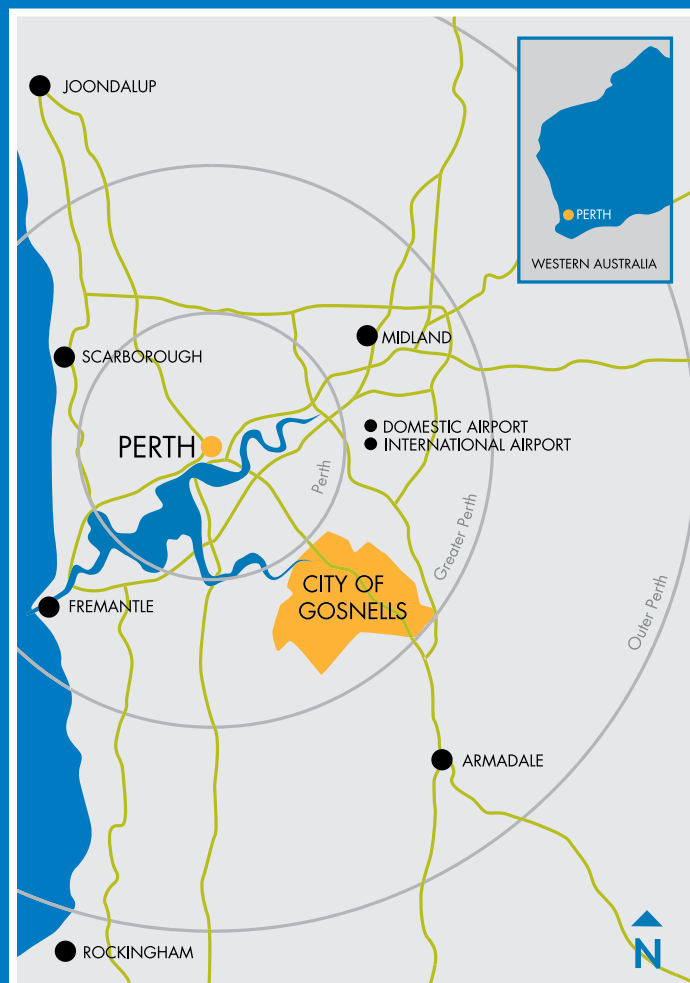 JOONDALUP
PERTH
WESTERN AUSTRALIA
SCARBOROUGH
MIDLAND
DOMESTIC AIRPORT
INTERNATIONAL AIRPORT
PERTH
Perth
Greater Perth
Outer Perth
CITY OF
GOSNELLS
FREMANTLE
ARMADALE
ROCKINGHAM
N